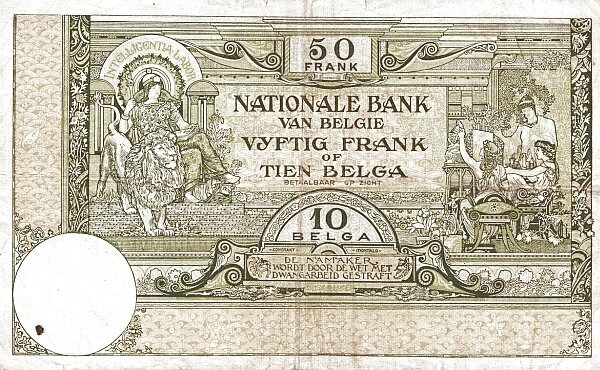 INTELLIGENTIA·LABOR
50
FRANK
NATIONALE BANK
VAN BELGIE
VYFTIG FRANK
OF
TIEN BELGA
BETAALBAAR OP ZICHT
10
BELGA
DE NAMAKER
WORDT DOOR DE WET MET
DWANGARBEID GESTRAFT